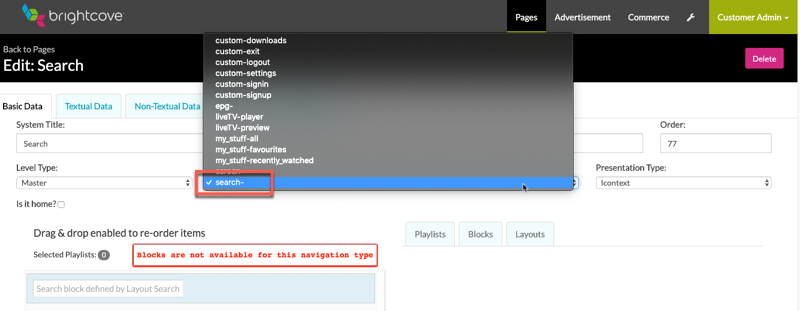 brightcove
Pages
Advertisement
Commerce
Customer Admin
Back to Pages
Edit: Search
Delete
custom-downloads
custom-exit
custom-logout
custom-settings
custom-signin
custom-signup
epg-
liveTV-player
liveTV-preview
my_stuff-all
my_stuff-favourites
my_stuff-recently_watched
✓ search-
Basic Data
Textual Data
Non-Textual Data
System Title:
Order:
Search
77
Level Type:
Presentation Type:
Master
Icontext
Is it home?
Drag & drop enabled to re-order items
Selected Playlists: 0
Blocks are not available for this navigation type
Search block defined by Layout Search
Playlists
Blocks
Layouts